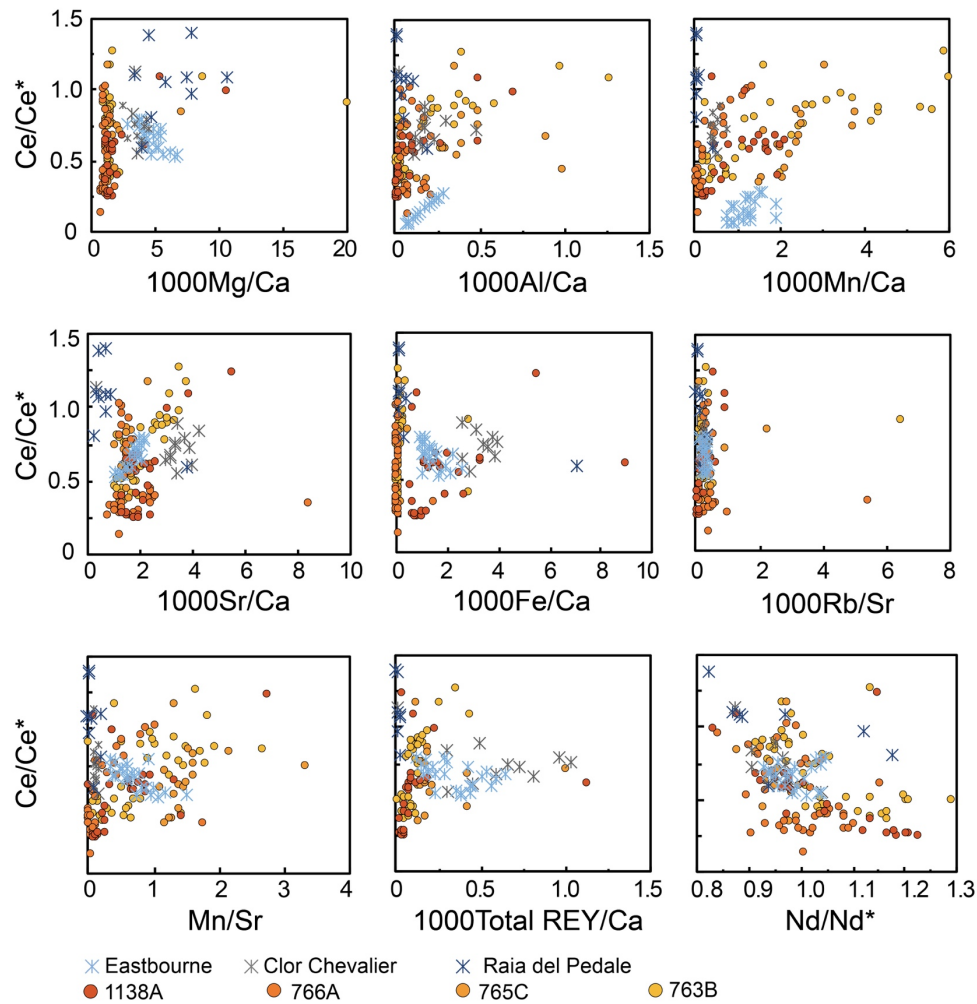 1.5
1.0
0.5
0
Ce/Ce*
0 5 10 15 20
1000Mg/Ca
0 0.5 1.0 1.5
1000Al/Ca
0 2 4 6
1000Mn/Ca
1.5
1.0
0.5
0
Ce/Ce*
0 2 4 6 8 10
1000Sr/Ca
0 2 4 6 8 10
1000Fe/Ca
0 2 4 6 8
1000Rb/Sr
Ce/Ce*
0 1 2 3 4
Mn/Sr
0 0.5 1.0 1.5
1000Total REY/Ca
0.8 0.9 1.0 1.1 1.2 1.3
Nd/Nd*
Eastbourne Clor Chevalier Raia del Pedale
1138A 766A 765C 763B